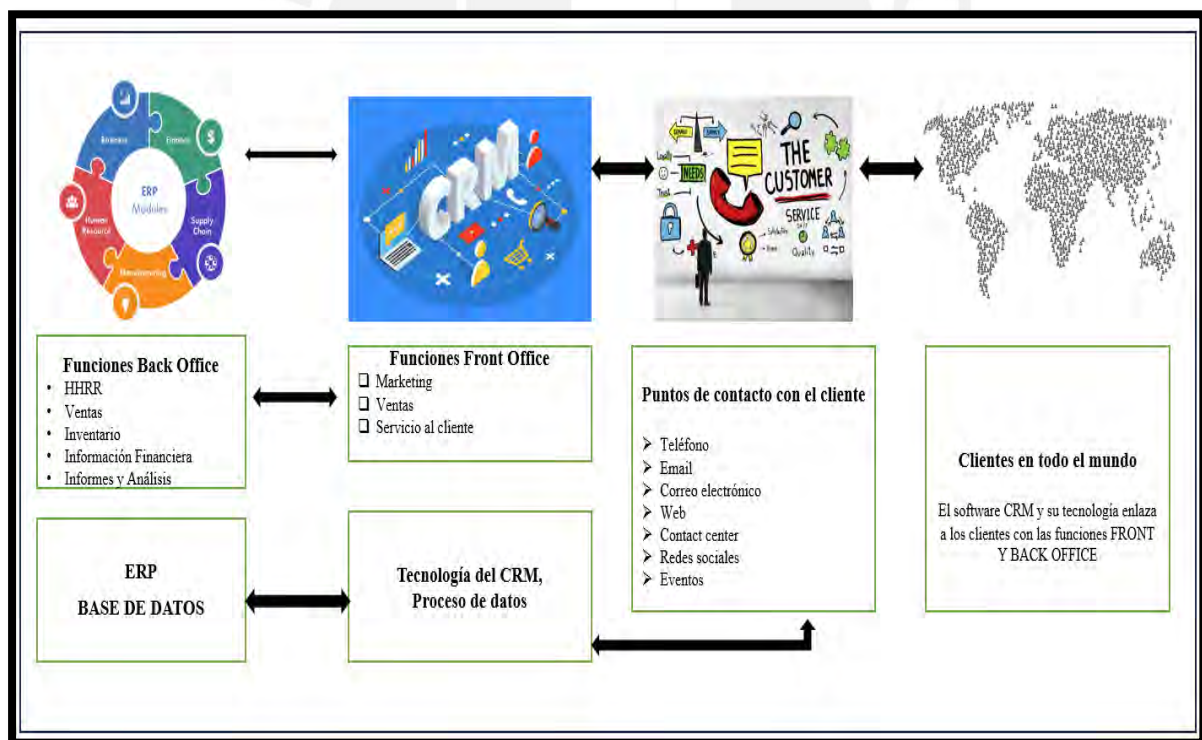 Business
Finance
ERP
Modules
Human
Resource
Supply
Chain
Manufacturing
CRM
THE
CUSTOMER
SERVICE
NEEDS
Quality
Funciones Back Office
• HHRR
• Ventas
• Inventario
• Información Financiera
• Informes y Análisis
Funciones Front Office
❑ Marketing
❑ Ventas
❑ Servicio al cliente
Puntos de contacto con el cliente
➢ Teléfono
➢ Email
➢ Correo electrónico
➢ Web
➢ Contact center
➢ Redes sociales
➢ Eventos
Clientes en todo el mundo
El software CRM y su tecnología enlaza
a los clientes con las funciones FRONT
Y BACK OFFICE
ERP
BASE DE DATOS
Tecnología del CRM,
Proceso de datos